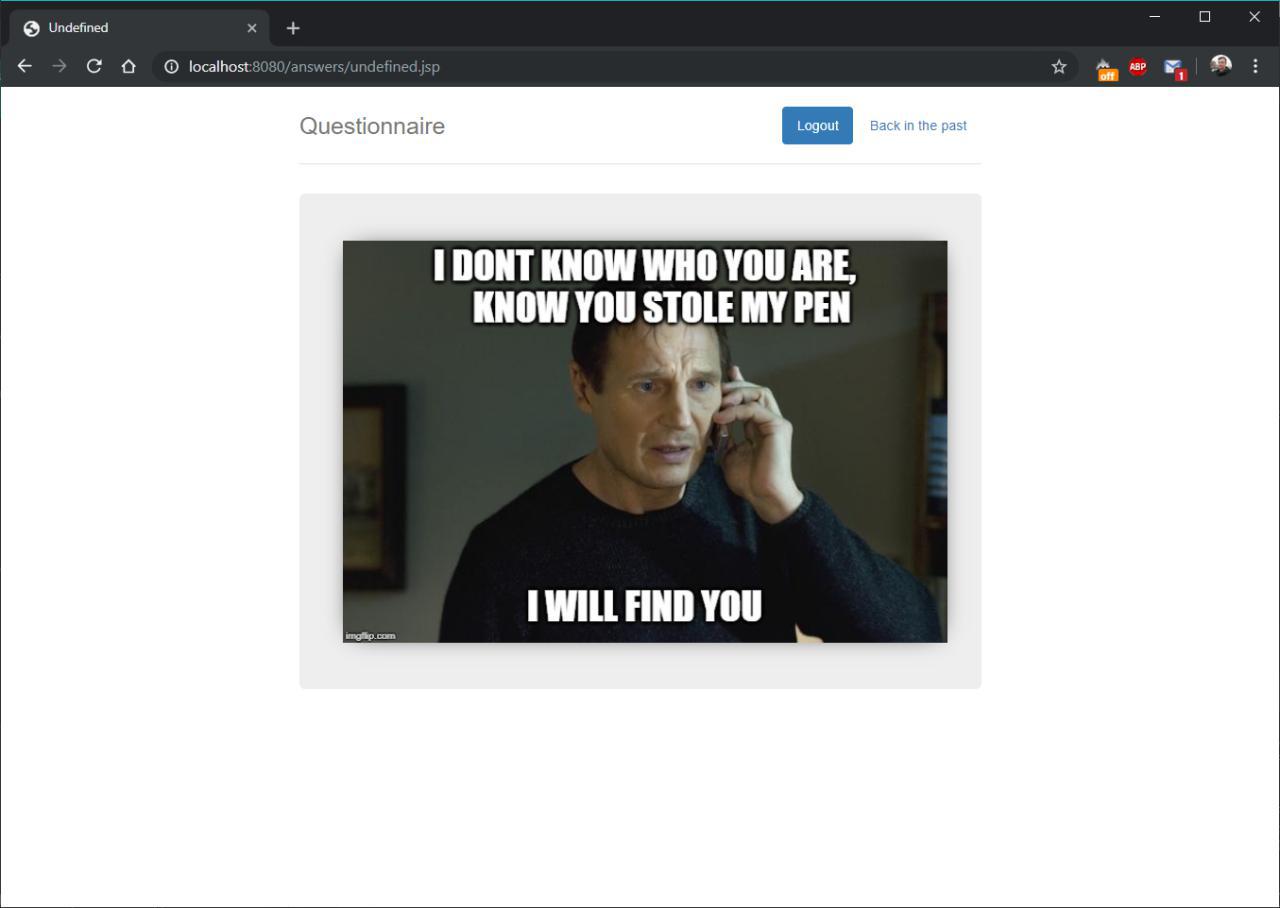 Undefined
localhost:8080/answers/undefined.jsp
off
ABP
1
Questionnaire
Logout
Back in the past
I DONT KNOW WHO YOU ARE,
KNOW YOU STOLE MY PEN
I WILL FIND YOU
imgflip.com